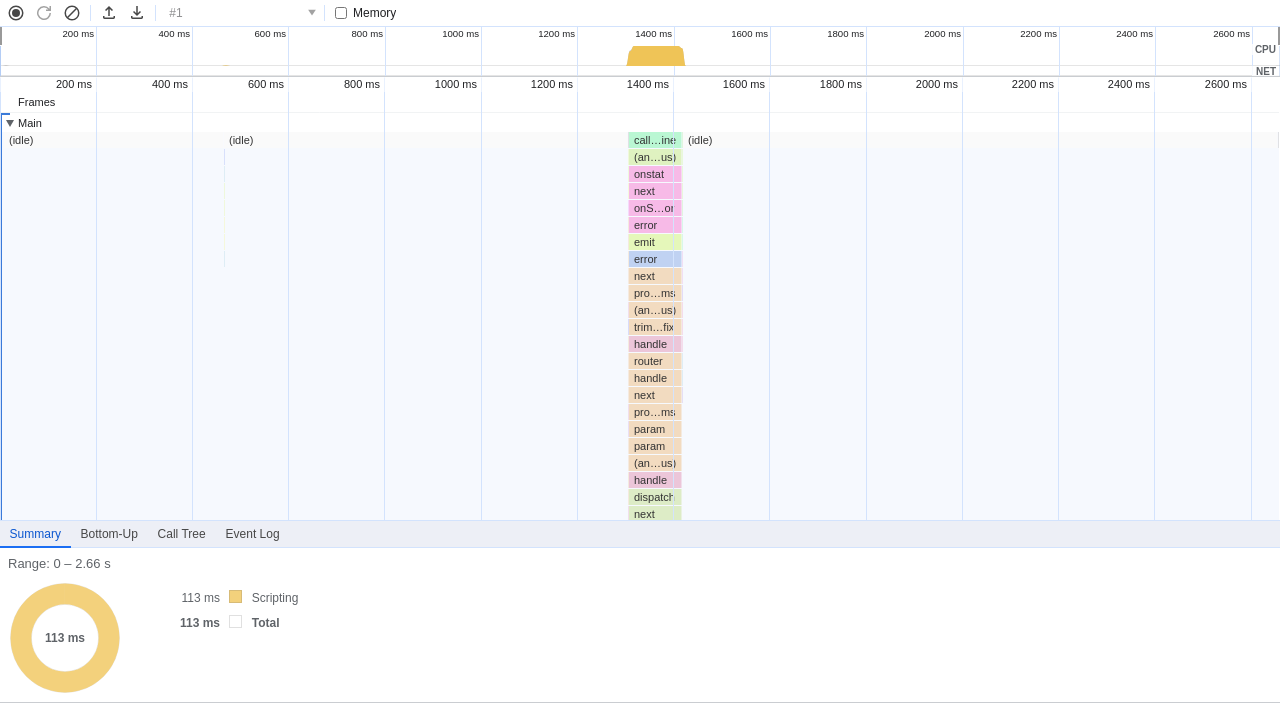 #1 Memory
200 ms 400 ms 600 ms 800 ms 1000 ms 1200 ms 1400 ms 1600 ms 1800 ms 2000 ms 2200 ms 2400 ms 2600 ms
CPU
NET
200 ms 400 ms 600 ms 800 ms 1000 ms 1200 ms 1400 ms 1600 ms 1800 ms 2000 ms 2200 ms 2400 ms 2600 ms
Frames
Main
(idle) (idle) call…ine (idle)
(an…us)
onstat
next
onS…or
error
emit
error
next
pro…ms
(an…us)
trim…fix
handle
router
handle
next
pro…ms
param
param
(an…us)
handle
dispatch
next
Summary Bottom-Up Call Tree Event Log
Range: 0 – 2.66 s
113 ms Scripting
113 ms Total
113 ms